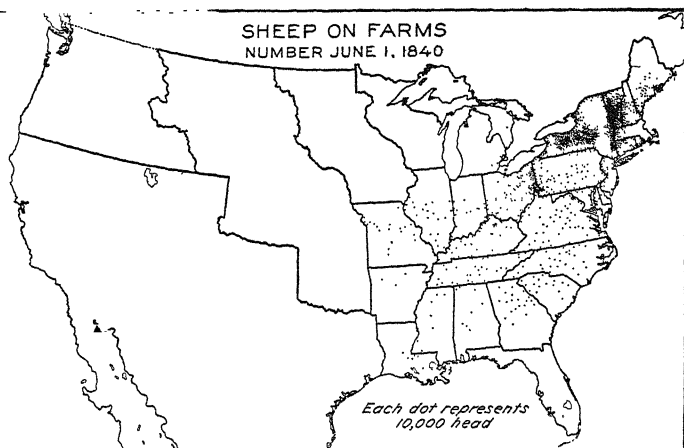 SHEEP ON FARMS
NUMBER JUNE 1, 1840
Each dot represents
10,000 head